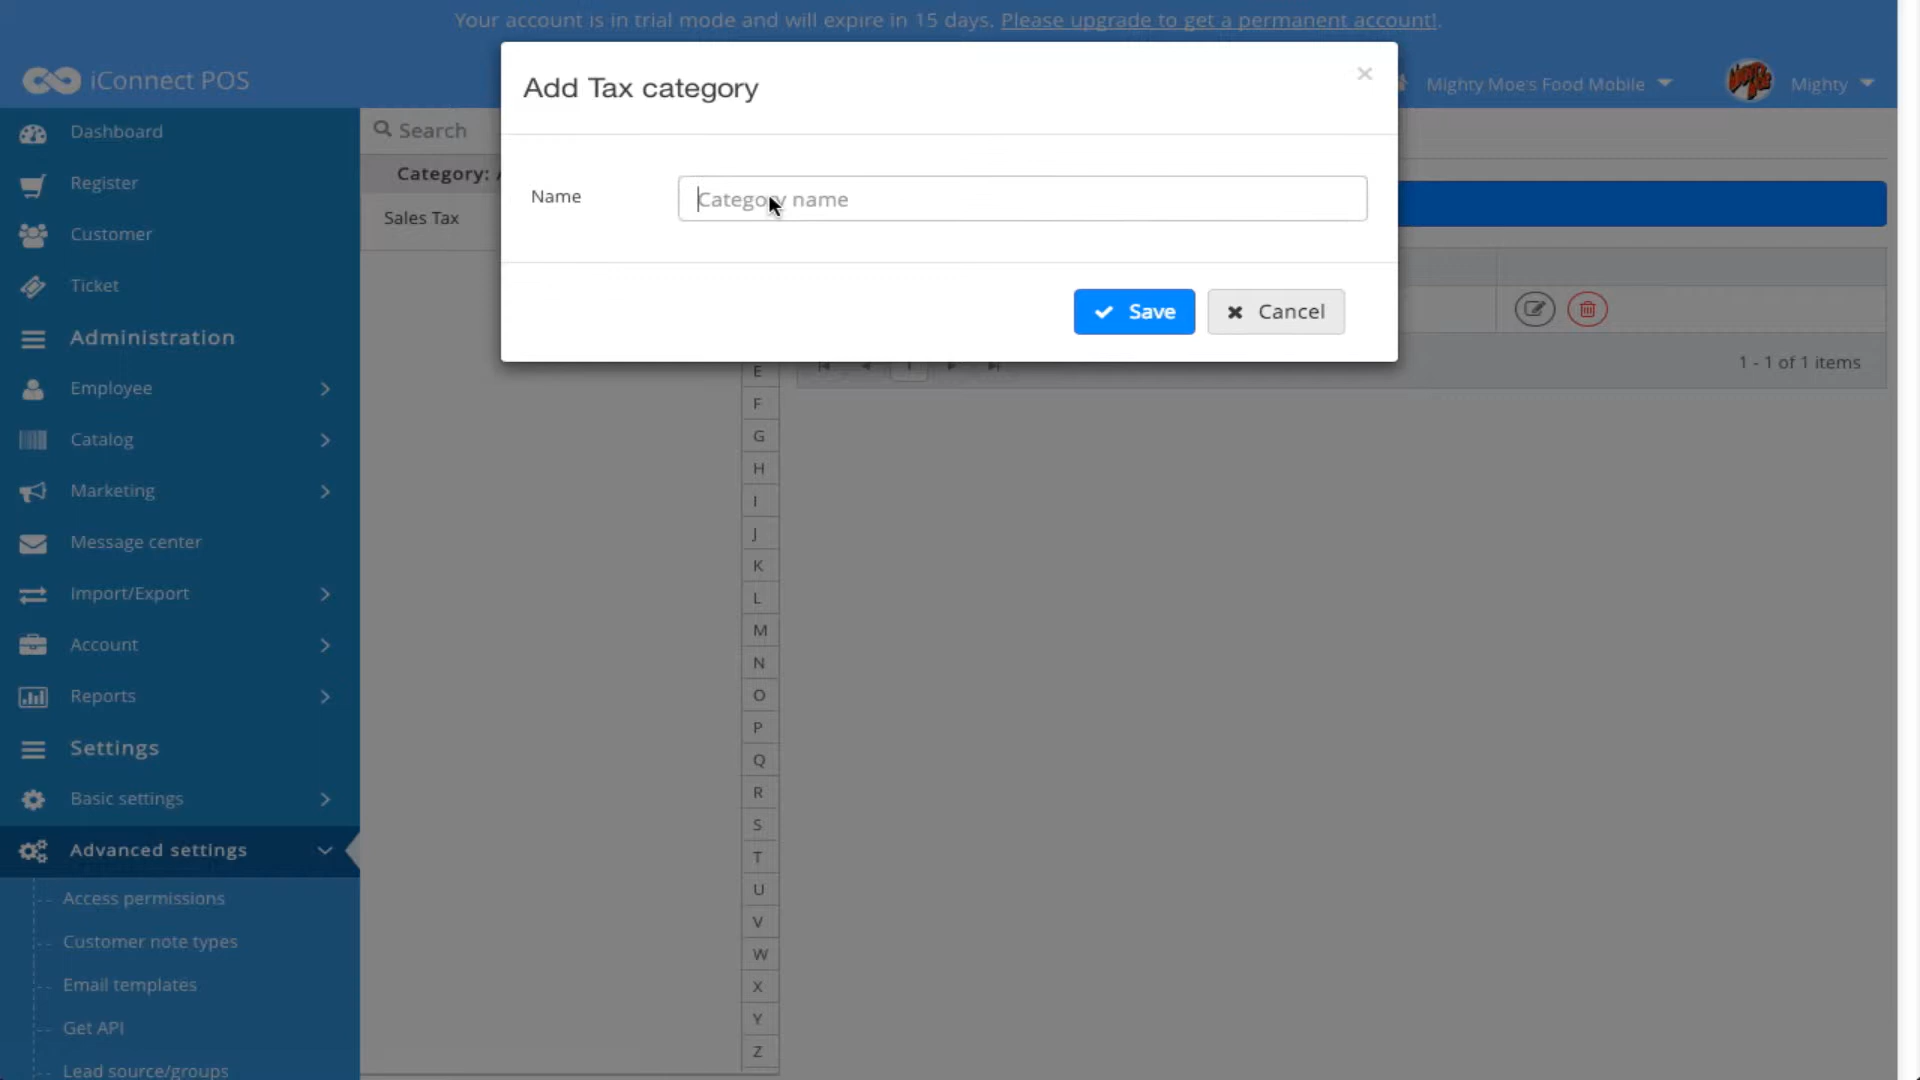 Your account is in trial mode and will expire in 15 days. Please upgrade to get a permanent account!.
Add Tax category
×
iConnect POS
Mighty Moe's Food Mobile
Mighty
Dashboard
Register
Customer
Ticket
Administration
Employee
Catalog
Marketing
Message center
Import/Export
Account
Reports
Settings
Basic settings
Advanced settings
Access permissions
Customer note types
Email templates
Get API
Lead source/groups
Search
Category:
Sales Tax
Name
Category name
Save
Cancel
1
1 - 1 of 1 items
E
F
G
H
I
J
K
L
M
N
O
P
Q
R
S
T
U
V
W
X
Y
Z